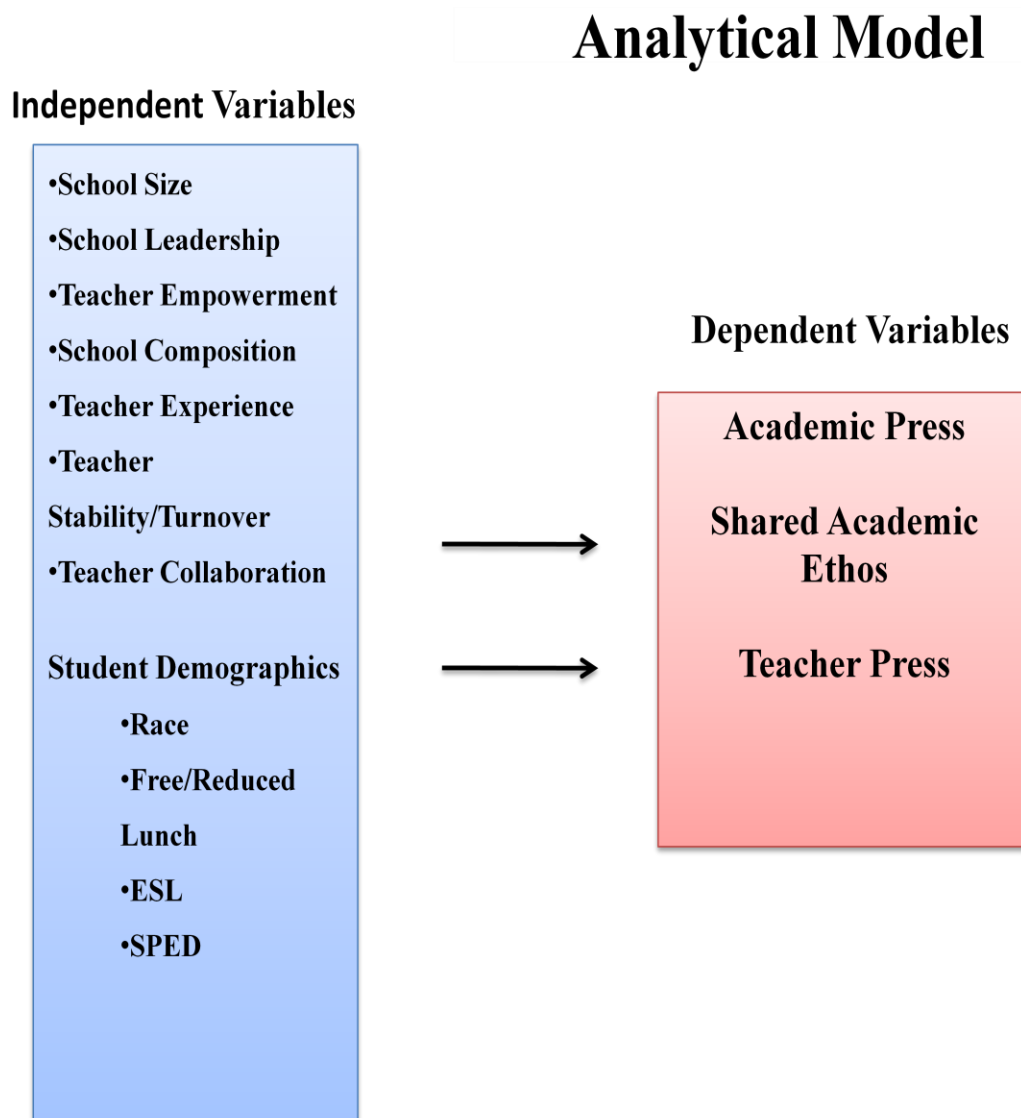 Analytical Model
Independent Variables
•School Size
•School Leadership
•Teacher Empowerment
•School Composition
•Teacher Experience
•Teacher
Stability/Turnover
•Teacher Collaboration
Student Demographics
•Race
•Free/Reduced
Lunch
•ESL
•SPED
Dependent Variables
Academic Press
Shared Academic
Ethos
Teacher Press